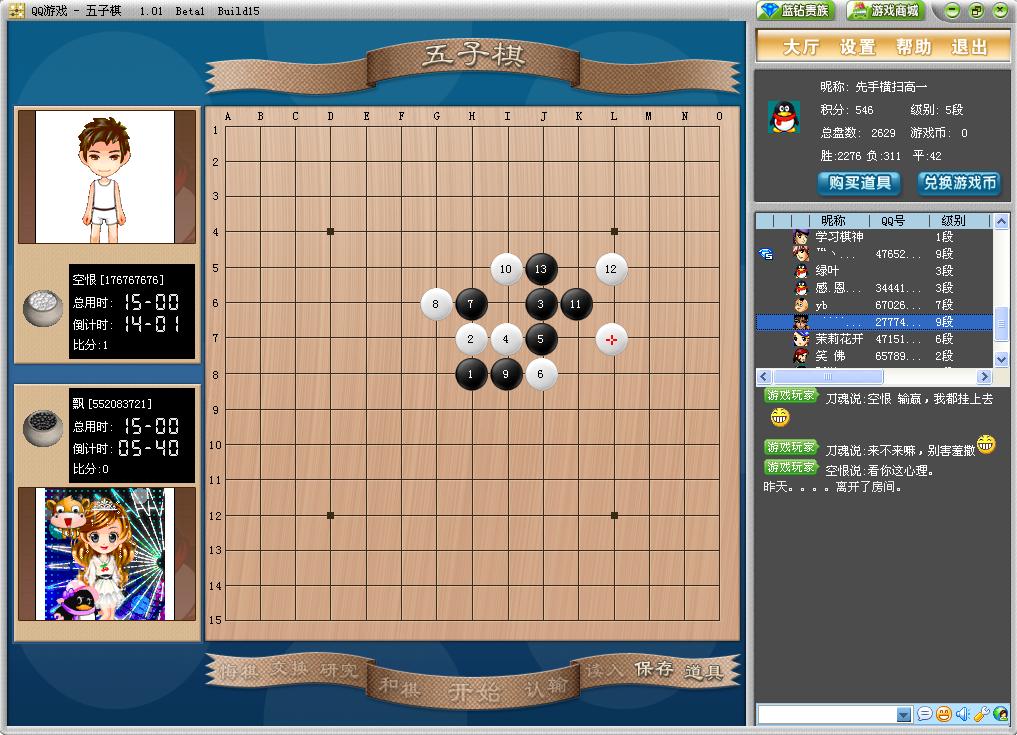 QQ游戏 - 五子棋 1.01 Beta1 Build15
蓝钻贵族 游戏商城
五子棋
大厅 设置 帮助 退出
昵称: 先手横扫高一
积分: 546 级别: 5段
总盘数: 2629 游戏币: 0
胜:2276 负:311 平:42
购买道具 兑换游戏币
A B C D E F G H I J K L M N O
1
2
3
4
5 10 13 12
6 8 7 3 11
7 2 4 5
8 1 9 6
9
10
11
12
13
14
15
空恨 [176767676]
总用时: 15-00
倒计时: 14-01
比分:1
飘 [552083721]
总用时: 15-00
倒计时: 05-40
比分:0
昵称 QQ号 级别
学习棋神 1段
47652... 9段
绿叶 3段
感.恩... 34441... 3段
yb 67026... 7段
27774... 9段
茉莉花开 47151... 6段
笑 佛 65789... 2段
游戏玩家 刀魂说:空恨 输赢，我都挂上去
游戏玩家 刀魂说:来不来嘛，别害羞撒
游戏玩家 空恨说:看你这心理。
昨天。。。。离开了房间。
悔棋 交换 研究 和棋 开始 认输 读入 保存 道具